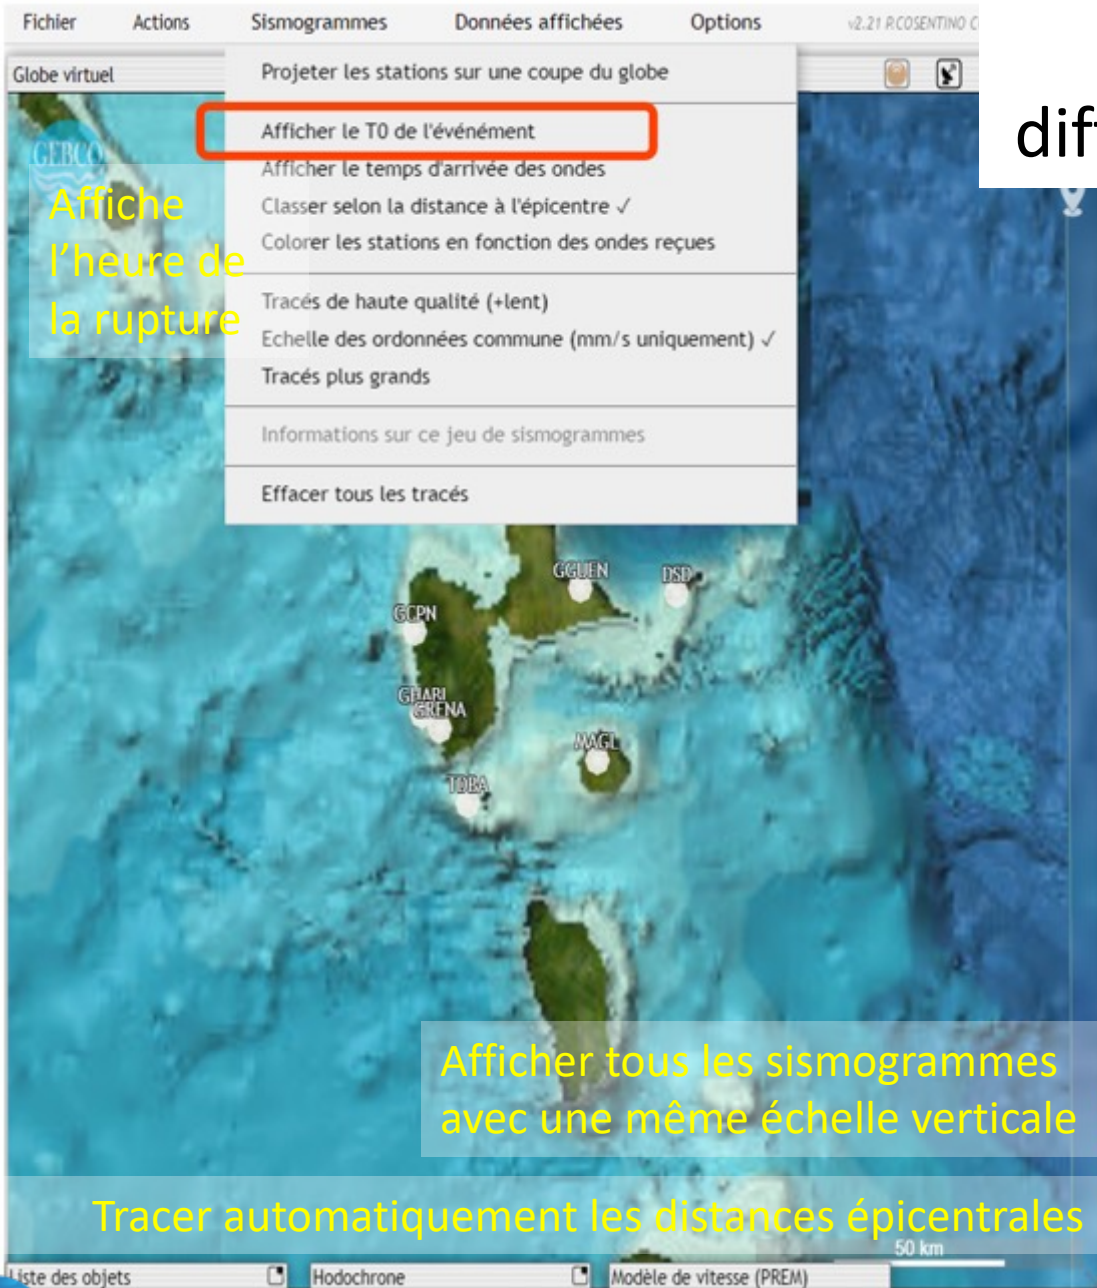 Fichier Actions Sismogrammes Données affichées Options v2.21 P.COSENTINO
Globe virtuel
Projeter les stations sur une coupe du globe
Afficher le T0 de l'événément
Afficher le temps d'arrivée des ondes
Classer selon la distance à l'épicentre ✓
Colorer les stations en fonction des ondes reçues
Tracés de haute qualité (+lent)
Echelle des ordonnées commune (mm/s uniquement) ✓
Tracés plus grands
Informations sur ce jeu de sismogrammes
Effacer tous les tracés
GEBCO
Affiche
l'heure de
la rupture
GGUEN DSD
GCPN
GHARI
GRENA
MAGL
TDBA
Afficher tous les sismogrammes
avec une même échelle verticale
Tracer automatiquement les distances épicentrales
50 km
Liste des objets Hodochrone Modèle de vitesse (PREM)